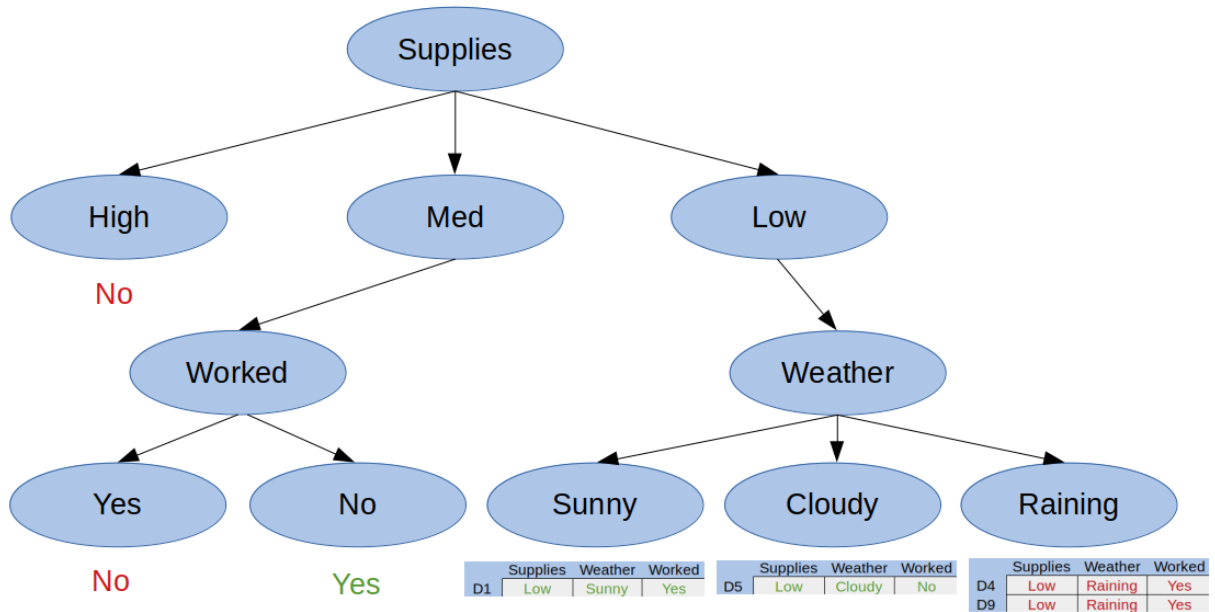 Supplies
High
Med
Low
No
Worked
Weather
Yes
No
Sunny
Cloudy
Raining
No
Yes
Supplies Weather Worked
D1 Low Sunny Yes
Supplies Weather Worked
D5 Low Cloudy No
Supplies Weather Worked
D4 Low Raining Yes
D9 Low Raining Yes